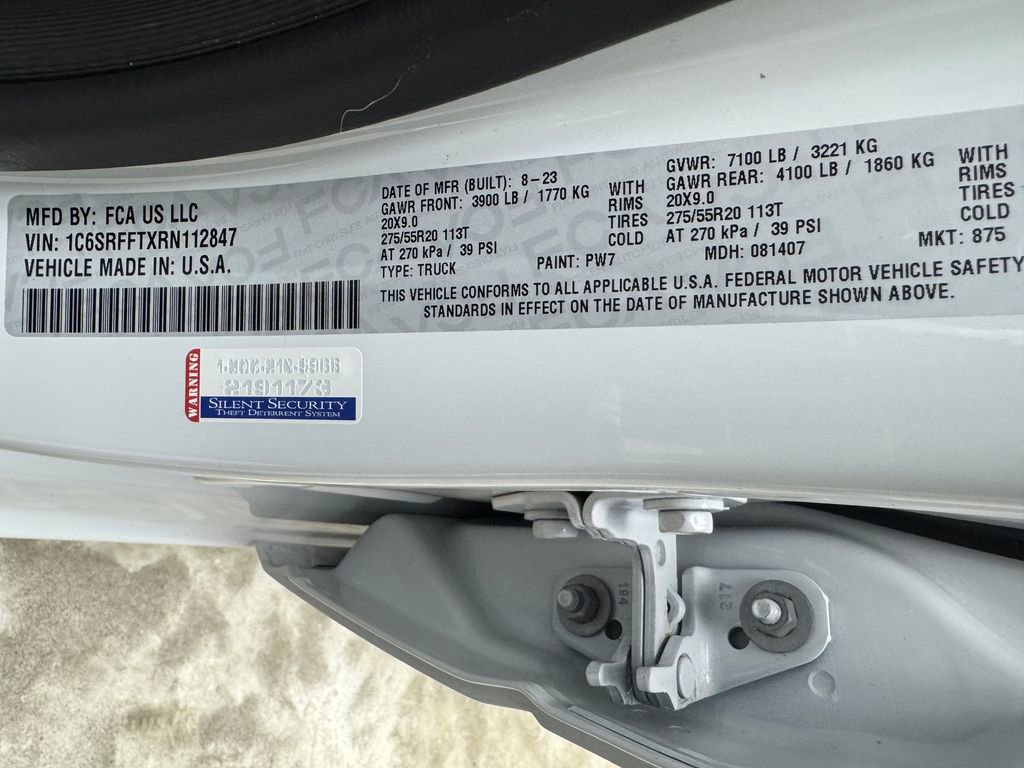 MFD BY: FCA US LLC
VIN: 1C6SRFFTXRN112847
VEHICLE MADE IN: U.S.A.
DATE OF MFR (BUILT): 8-23
GAWR FRONT: 3900 LB / 1770 KG WITH
20X9.0 RIMS
275/55R20 113T TIRES
AT 270 kPa / 39 PSI COLD
TYPE: TRUCK PAINT: PW7
GVWR: 7100 LB / 3221 KG
GAWR REAR: 4100 LB / 1860 KG WITH
20X9.0 RIMS
275/55R20 113T TIRES
AT 270 kPa / 39 PSI COLD
MDH: 081407 MKT: 875
THIS VEHICLE CONFORMS TO ALL APPLICABLE U.S.A. FEDERAL MOTOR VEHICLE SAFETY
STANDARDS IN EFFECT ON THE DATE OF MANUFACTURE SHOWN ABOVE.
WARNING
2191173
SILENT SECURITY
THEFT DETERRENT SYSTEM
194
217